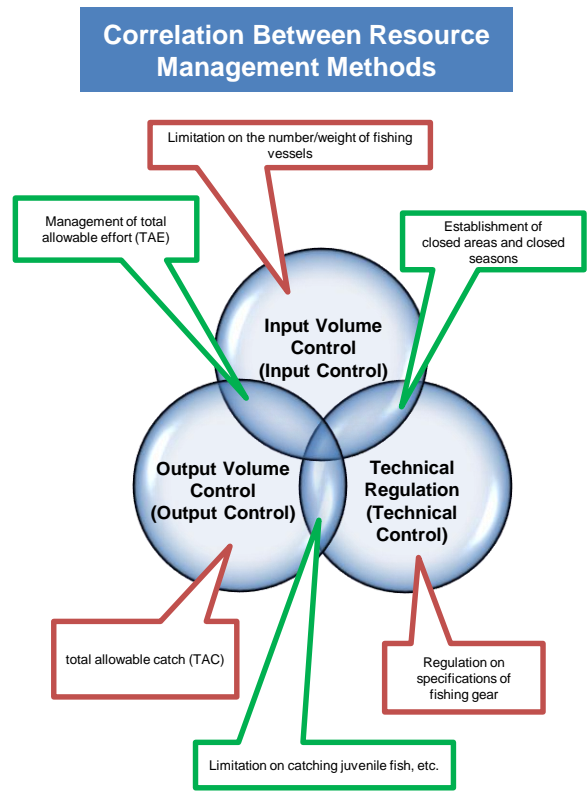 Correlation Between Resource
Management Methods
Limitation on the number/weight of fishing
vessels
Management of total
allowable effort (TAE)
Establishment of
closed areas and closed
seasons
Input Volume
Control
(Input Control)
Output Volume
Control
(Output Control)
Technical
Regulation
(Technical
Control)
total allowable catch (TAC)
Regulation on
specifications of
fishing gear
Limitation on catching juvenile fish, etc.